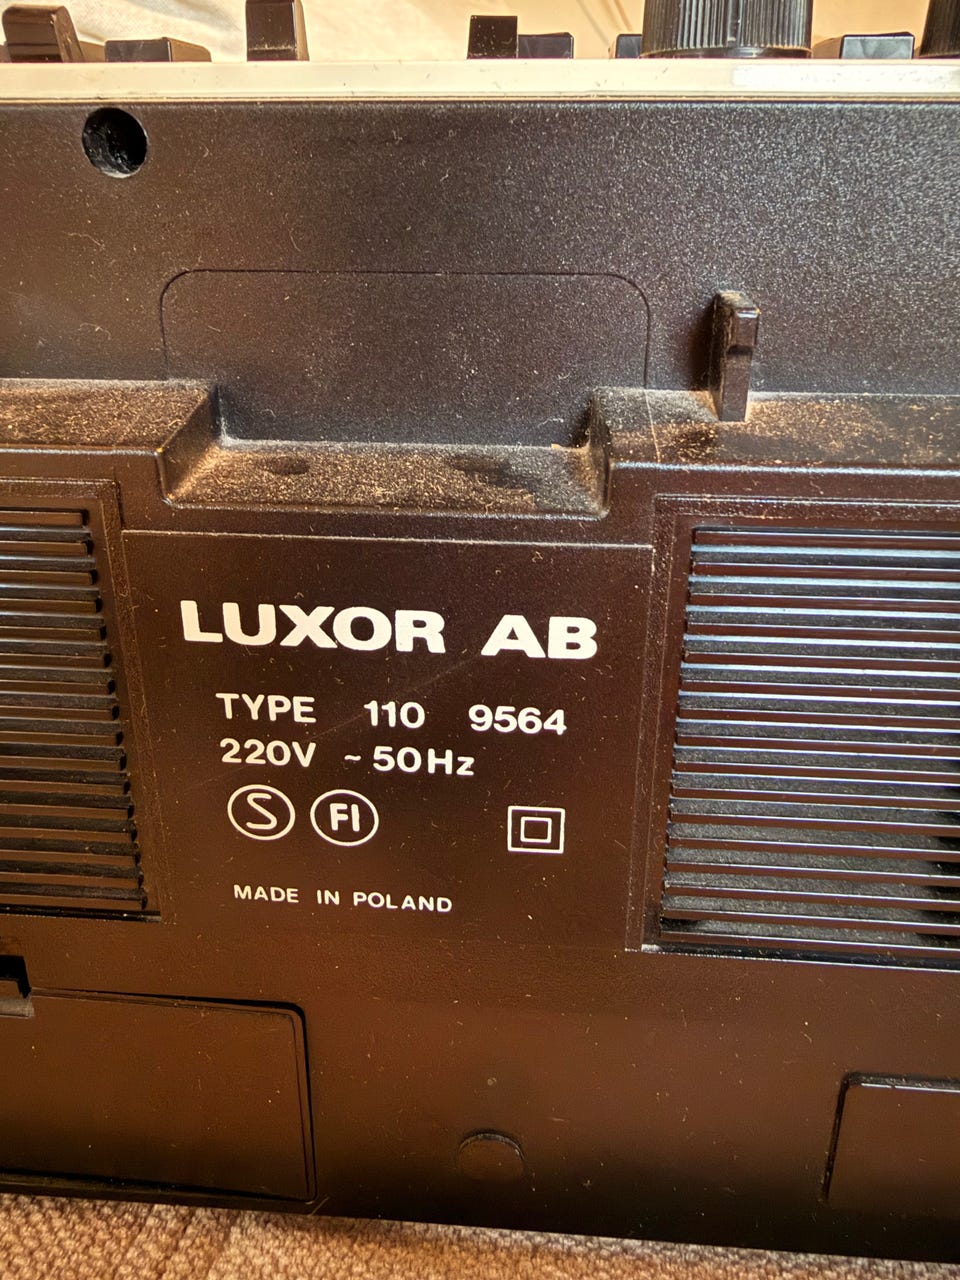 LUXOR AB
TYPE 110 9564
220V ~ 50Hz
S FI
MADE IN POLAND